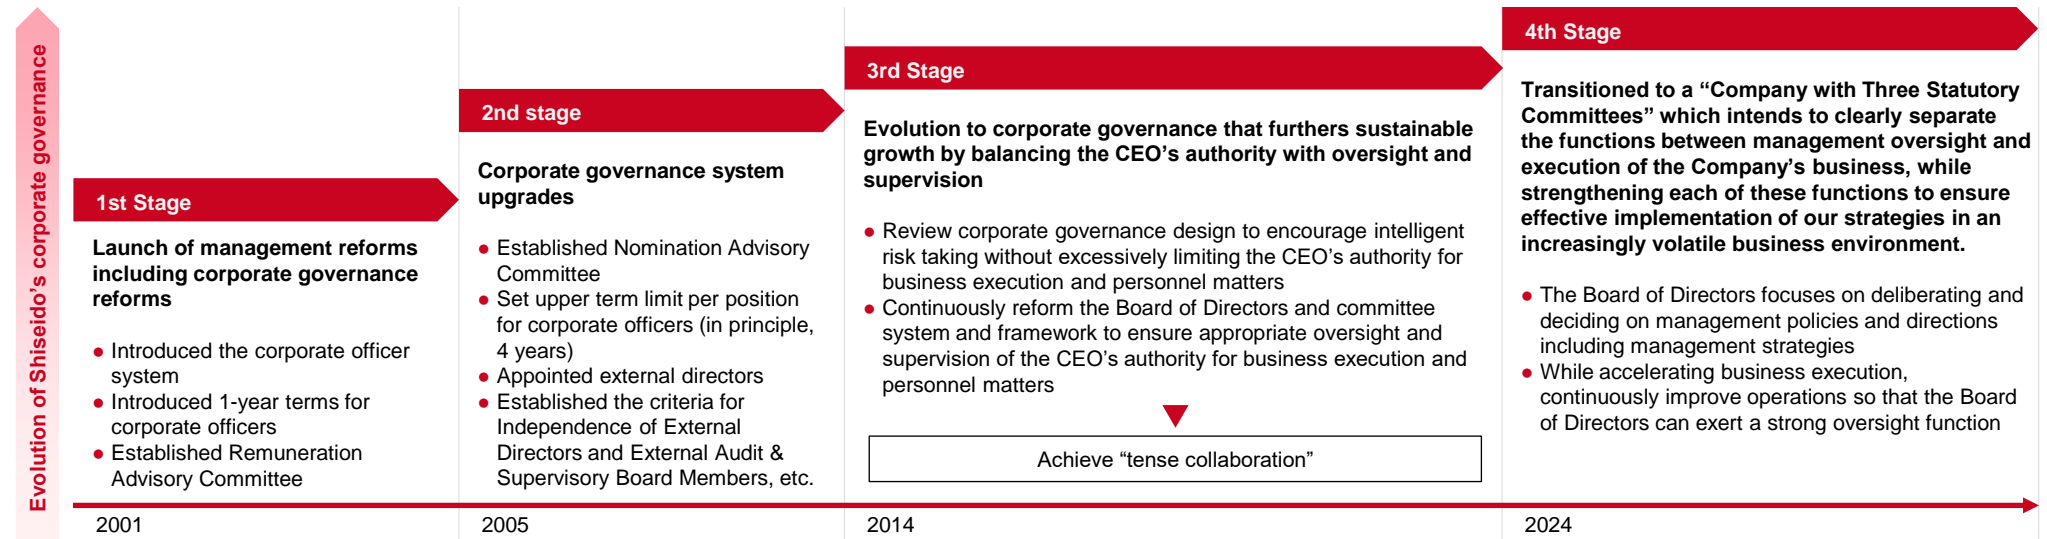 Evolution of Shiseido's corporate governance
1st Stage
Launch of management reforms
including corporate governance
reforms
● Introduced the corporate officer
system
● Introduced 1-year terms for
corporate officers
● Established Remuneration
Advisory Committee
2001
2nd stage
Corporate governance system
upgrades
● Established Nomination Advisory
Committee
● Set upper term limit per position
for corporate officers (in principle,
4 years)
● Appointed external directors
● Established the criteria for
Independence of External
Directors and External Audit &
Supervisory Board Members, etc.
2005
3rd Stage
Evolution to corporate governance that furthers sustainable
growth by balancing the CEO's authority with oversight and
supervision
● Review corporate governance design to encourage intelligent
risk taking without excessively limiting the CEO's authority for
business execution and personnel matters
● Continuously reform the Board of Directors and committee
system and framework to ensure appropriate oversight and
supervision of the CEO's authority for business execution and
personnel matters
Achieve “tense collaboration”
2014
4th Stage
Transitioned to a “Company with Three Statutory
Committees” which intends to clearly separate
the functions between management oversight and
execution of the Company's business, while
strengthening each of these functions to ensure
effective implementation of our strategies in an
increasingly volatile business environment.
● The Board of Directors focuses on deliberating and
deciding on management policies and directions
including management strategies
● While accelerating business execution,
continuously improve operations so that the Board
of Directors can exert a strong oversight function
2024